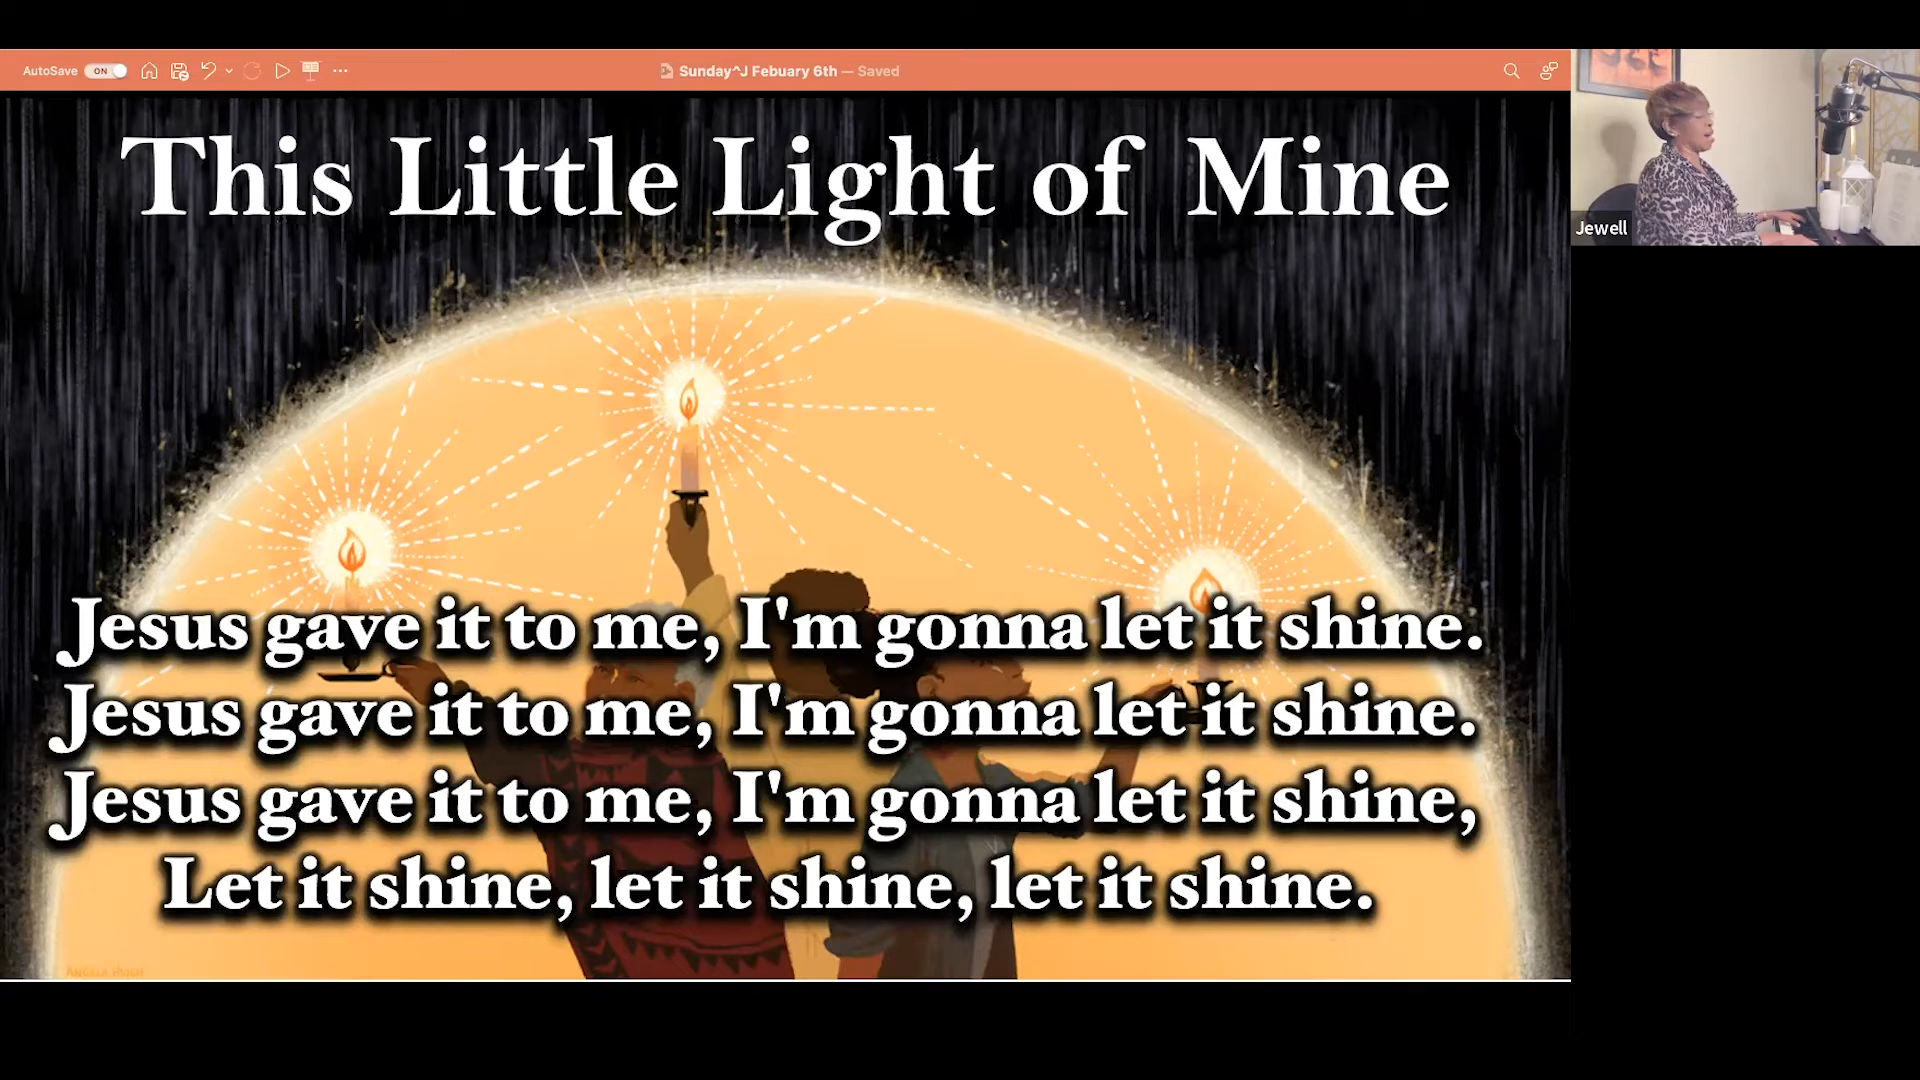 AutoSave ON Sunday^J Febuary 6th — Saved
This Little Light of Mine
Jewell
Jesus gave it to me, I'm gonna let it shine.
Jesus gave it to me, I'm gonna let it shine.
Jesus gave it to me, I'm gonna let it shine,
Let it shine, let it shine, let it shine.